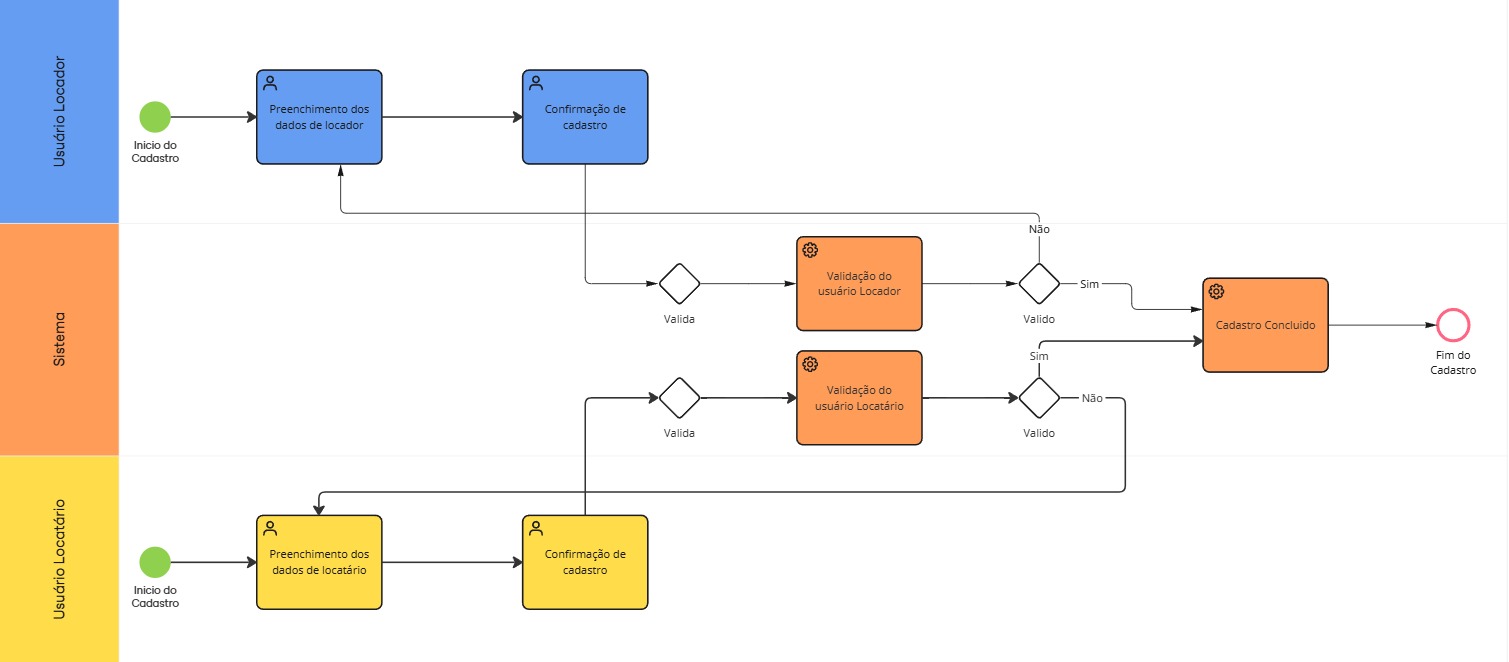 Usuário Locador
Inicio do
Cadastro
Preenchimento dos
dados de locador
Confirmação de
cadastro
Sistema
Valida
Validação do
usuário Locador
Não
Valido
Sim
Valida
Validação do
usuário Locatário
Sim
Valido
Não
Cadastro Concluido
Fim do
Cadastro
Usuário Locatário
Inicio do
Cadastro
Preenchimento dos
dados de locatário
Confirmação de
cadastro